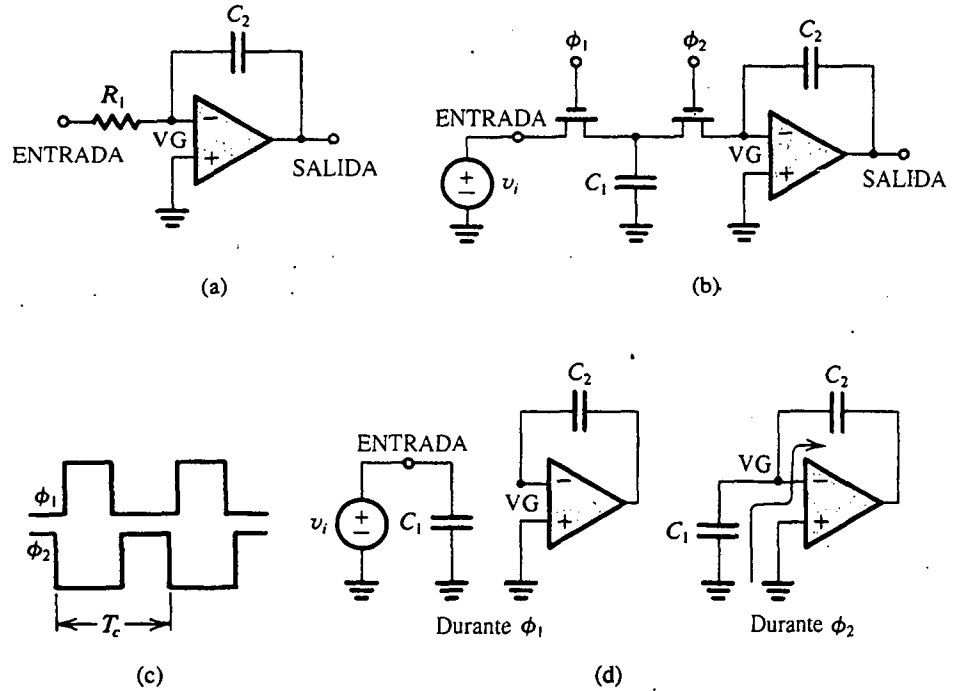 C₂
R₁
ENTRADA
VG
−
+
SALIDA
(a)
ϕ₁
ϕ₂
C₂
ENTRADA
+
−
vᵢ
C₁
VG
−
+
SALIDA
(b)
ϕ₁
ϕ₂
T_c
(c)
ENTRADA
+
−
vᵢ
C₁
C₂
VG
−
+
Durante ϕ₁
C₂
VG
−
+
C₁
Durante ϕ₂
(d)